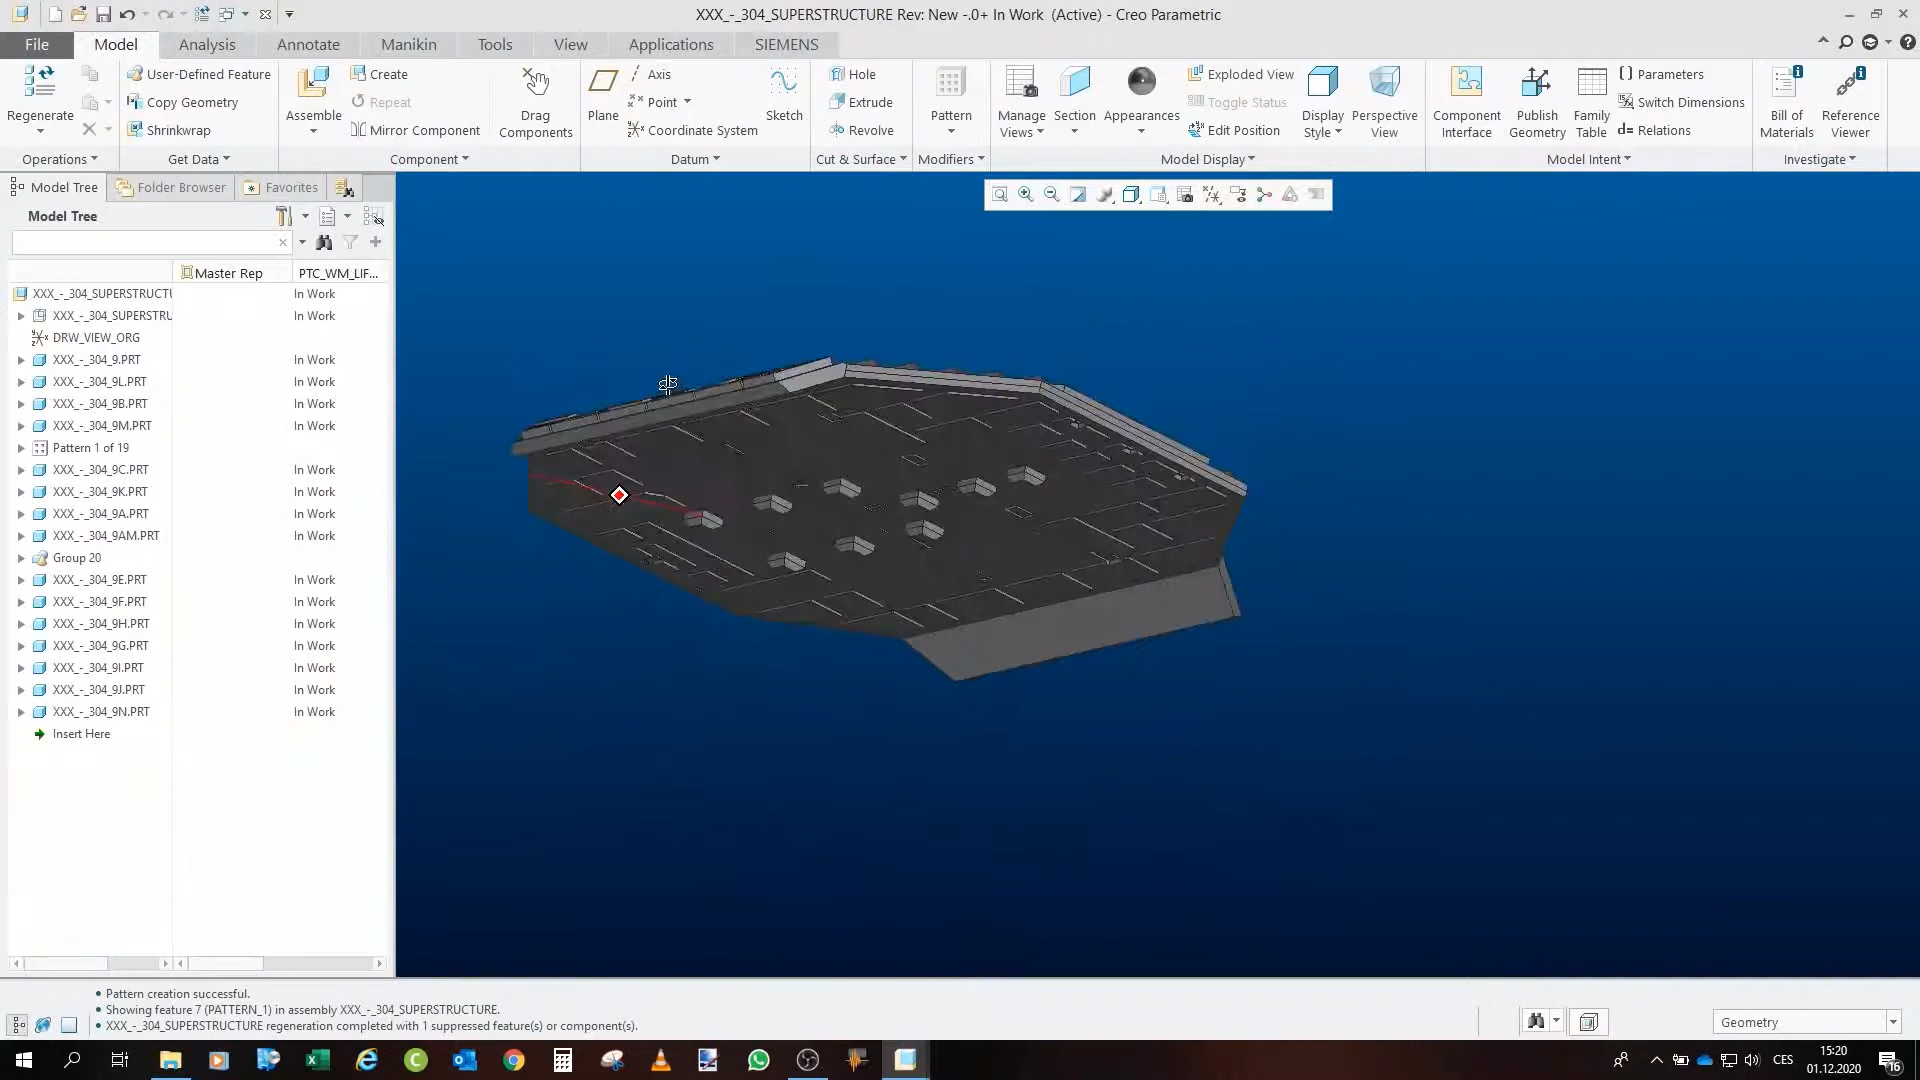 XXX_-_304_SUPERSTRUCTURE Rev: New -.0+ In Work (Active) - Creo Parametric
File Model Analysis Annotate Manikin Tools View Applications SIEMENS
Regenerate
User-Defined Feature
Copy Geometry
Shrinkwrap
Assemble
Create
Repeat
Mirror Component
Drag
Components
Plane
Axis
Point
Coordinate System
Sketch
Hole
Extrude
Revolve
Pattern
Manage
Views
Section
Appearances
Exploded View
Toggle Status
Edit Position
Display
Style
Perspective
View
Component
Interface
Publish
Geometry
Family
Table
Parameters
Switch Dimensions
d= Relations
Bill of
Materials
Reference
Viewer
Operations Get Data Component Datum Cut & Surface Modifiers Model Display Model Intent Investigate
Model Tree Folder Browser Favorites
Model Tree
Master Rep PTC_WM_LIF...
XXX_-_304_SUPERSTRUCTU In Work
XXX_-_304_SUPERSTRU In Work
DRW_VIEW_ORG
XXX_-_304_9.PRT In Work
XXX_-_304_9L.PRT In Work
XXX_-_304_9B.PRT In Work
XXX_-_304_9M.PRT In Work
Pattern 1 of 19
XXX_-_304_9C.PRT In Work
XXX_-_304_9K.PRT In Work
XXX_-_304_9A.PRT In Work
XXX_-_304_9AM.PRT In Work
Group 20
XXX_-_304_9E.PRT In Work
XXX_-_304_9F.PRT In Work
XXX_-_304_9H.PRT In Work
XXX_-_304_9G.PRT In Work
XXX_-_304_9I.PRT In Work
XXX_-_304_9J.PRT In Work
XXX_-_304_9N.PRT In Work
Insert Here
• Pattern creation successful.
• Showing feature 7 (PATTERN_1) in assembly XXX_-_304_SUPERSTRUCTURE.
• XXX_-_304_SUPERSTRUCTURE regeneration completed with 1 suppressed feature(s) or component(s).
Geometry
CES
15:20
01.12.2020
16